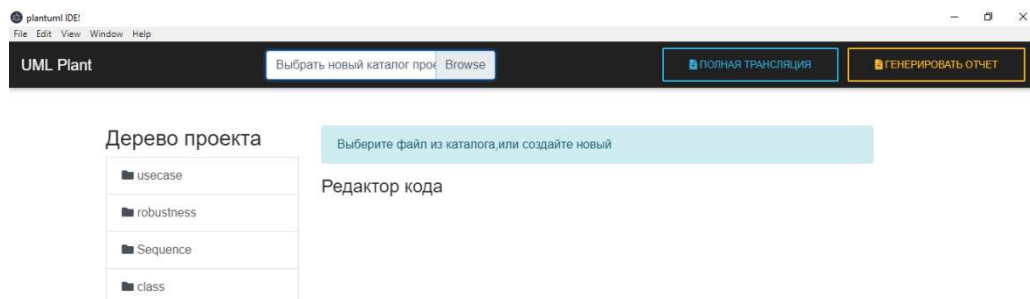 plantuml IDE!
File Edit View Window Help
UML Plant
Выбрать новый каталог прое Browse
ПОЛНАЯ ТРАНСЛЯЦИЯ
ГЕНЕРИРОВАТЬ ОТЧЕТ
Дерево проекта
usecase
robustness
Sequence
class
Выберите файл из каталога,или создайте новый
Редактор кода